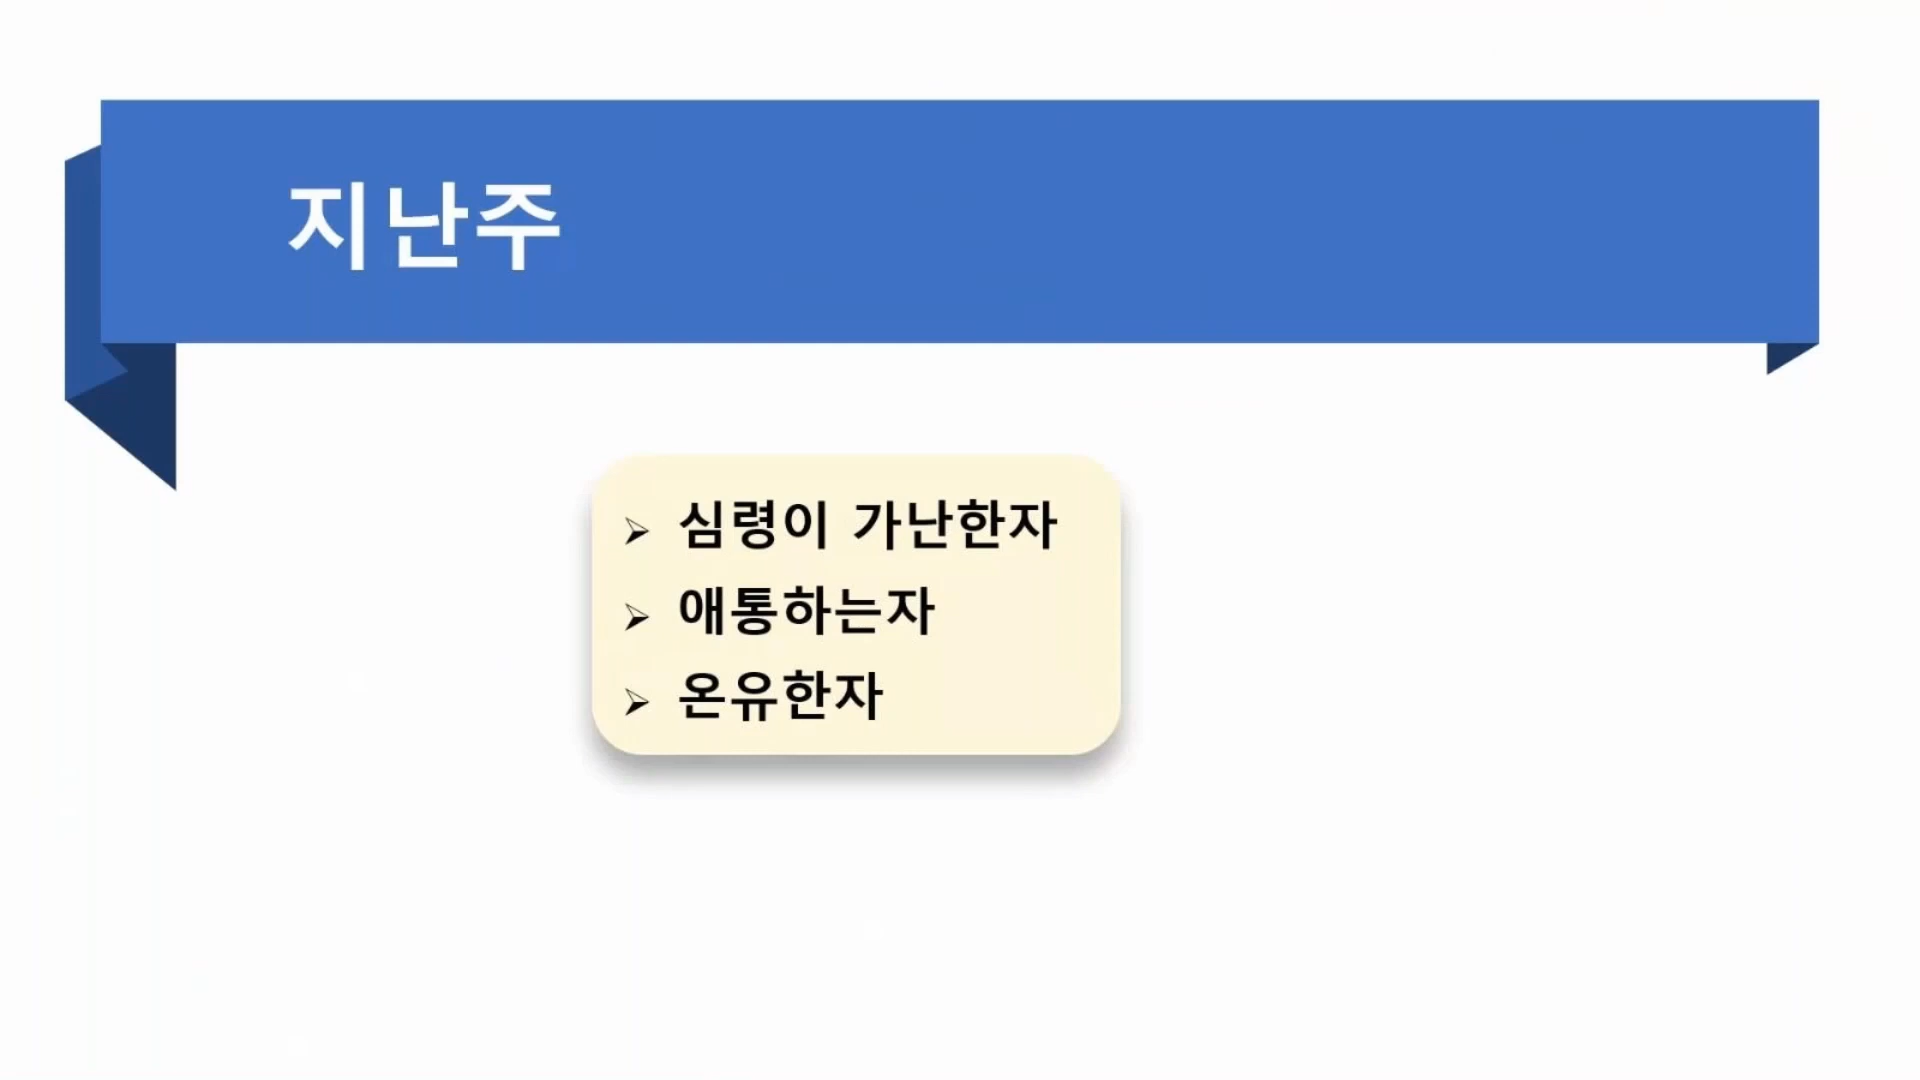 지난주
➢ 심령이 가난한자
➢ 애통하는자
➢ 온유한자